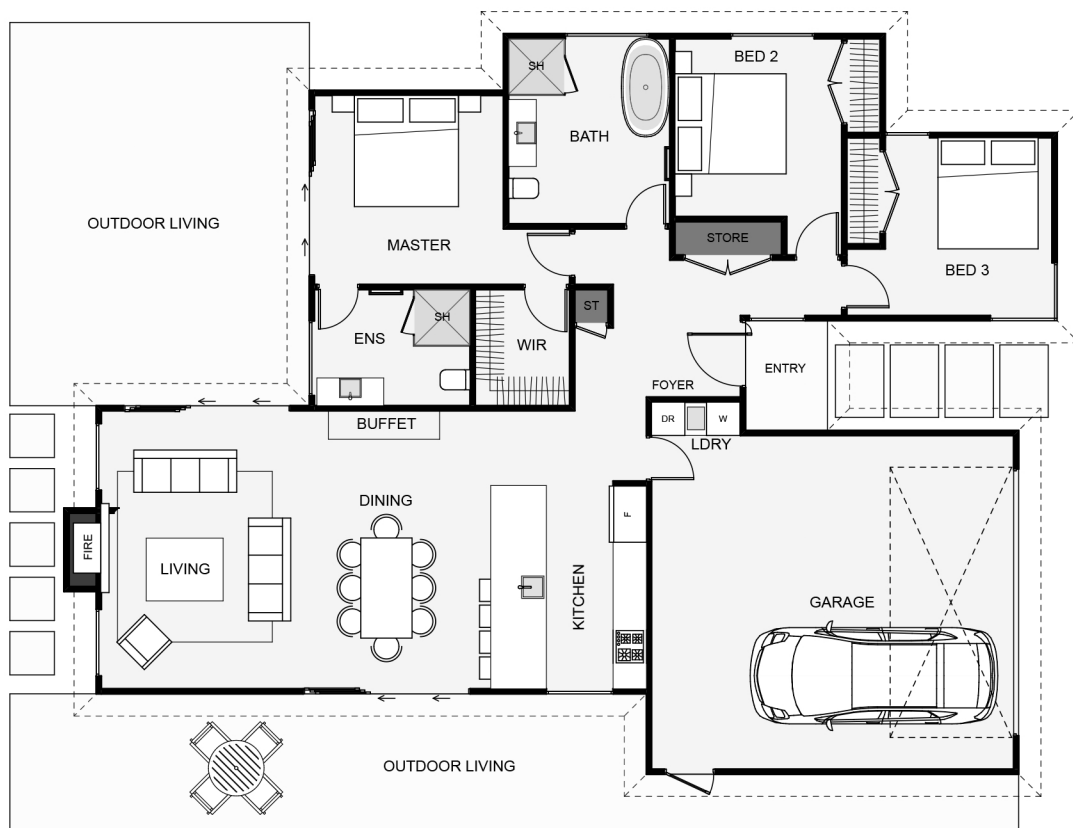 BED 2
SH
BATH
OUTDOOR LIVING
STORE
MASTER
BED 3
ST
SH
ENS
WIR
ENTRY
FOYER
DR
W
BUFFET
LDRY
DINING
F
FIRE
LIVING
KITCHEN
GARAGE
OUTDOOR LIVING